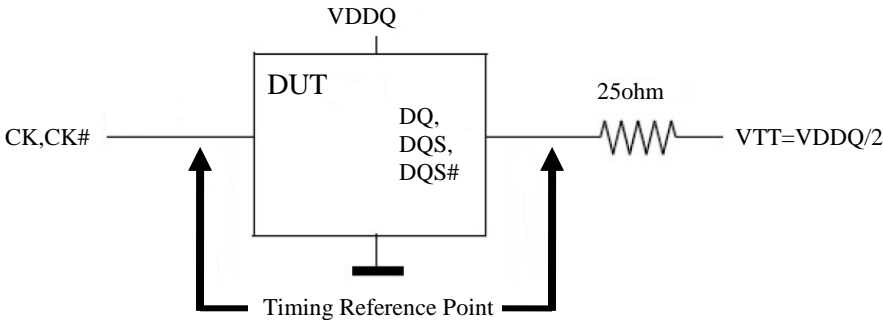 VDDQ
DUT
25ohm
DQ,
CK,CK#
DQS,
VTT=VDDQ/2
DQS#
Timing Reference Point